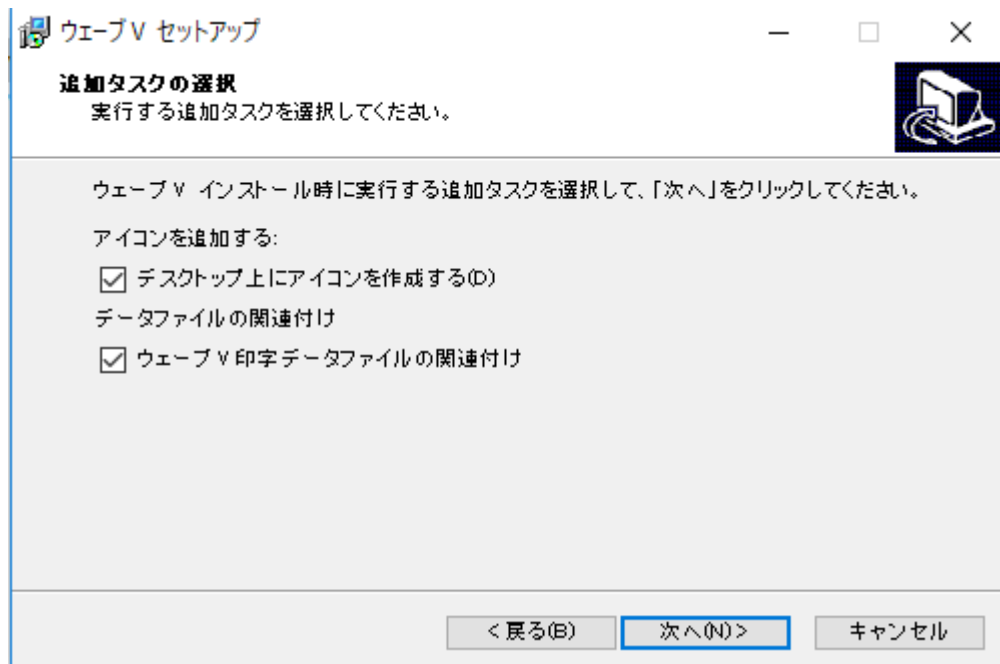 ウェーブV セットアップ
追加タスクの選択
実行する追加タスクを選択してください。
ウェーブV インストール時に実行する追加タスクを選択して、「次へ」をクリックしてください。
アイコンを追加する:
デスクトップ上にアイコンを作成する(D)
データファイルの関連付け
ウェーブV印字データファイルの関連付け
<戻る(B) 次へ(N)> キャンセル